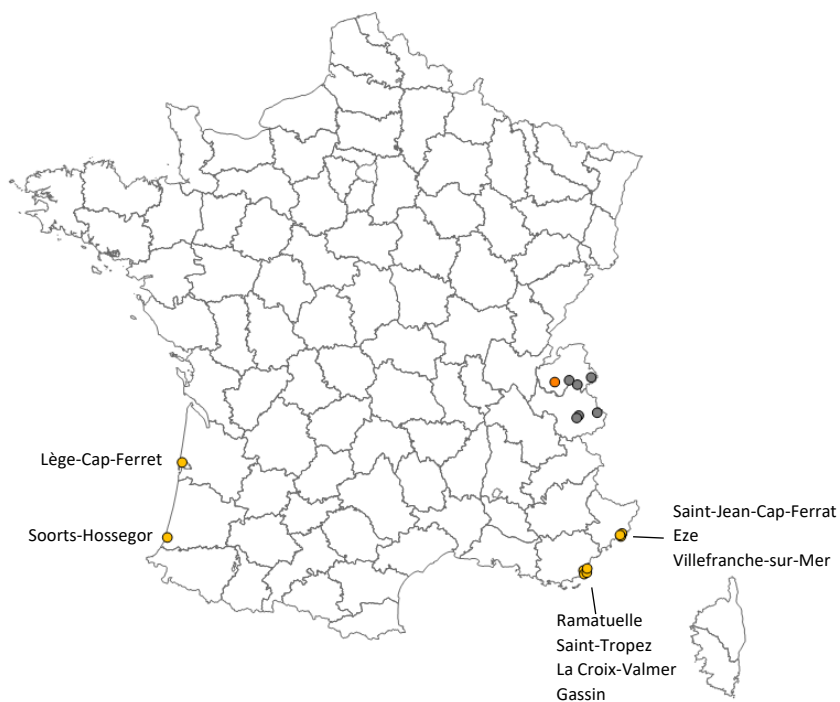 Lège-Cap-Ferret
Soorts-Hossegor
Saint-Jean-Cap-Ferrat
Eze
Villefranche-sur-Mer
Ramatuelle
Saint-Tropez
La Croix-Valmer
Gassin